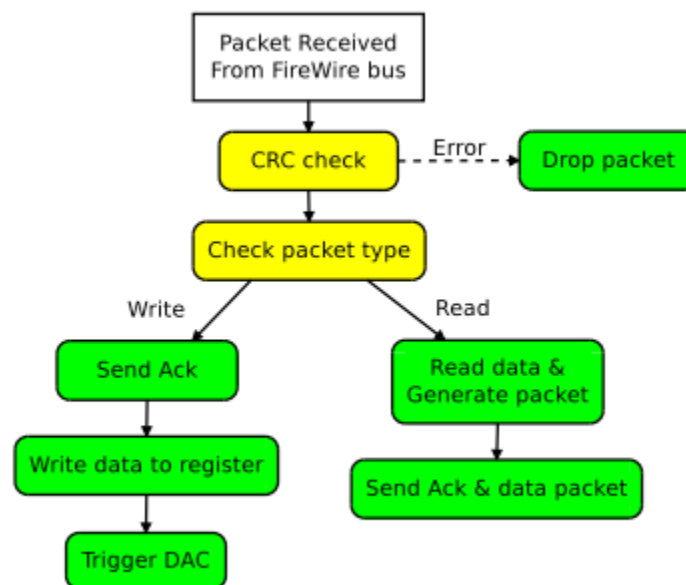 Packet Received
From FireWire bus
CRC check
Error
Drop packet
Check packet type
Write
Read
Send Ack
Read data &
Generate packet
Write data to register
Send Ack & data packet
Trigger DAC